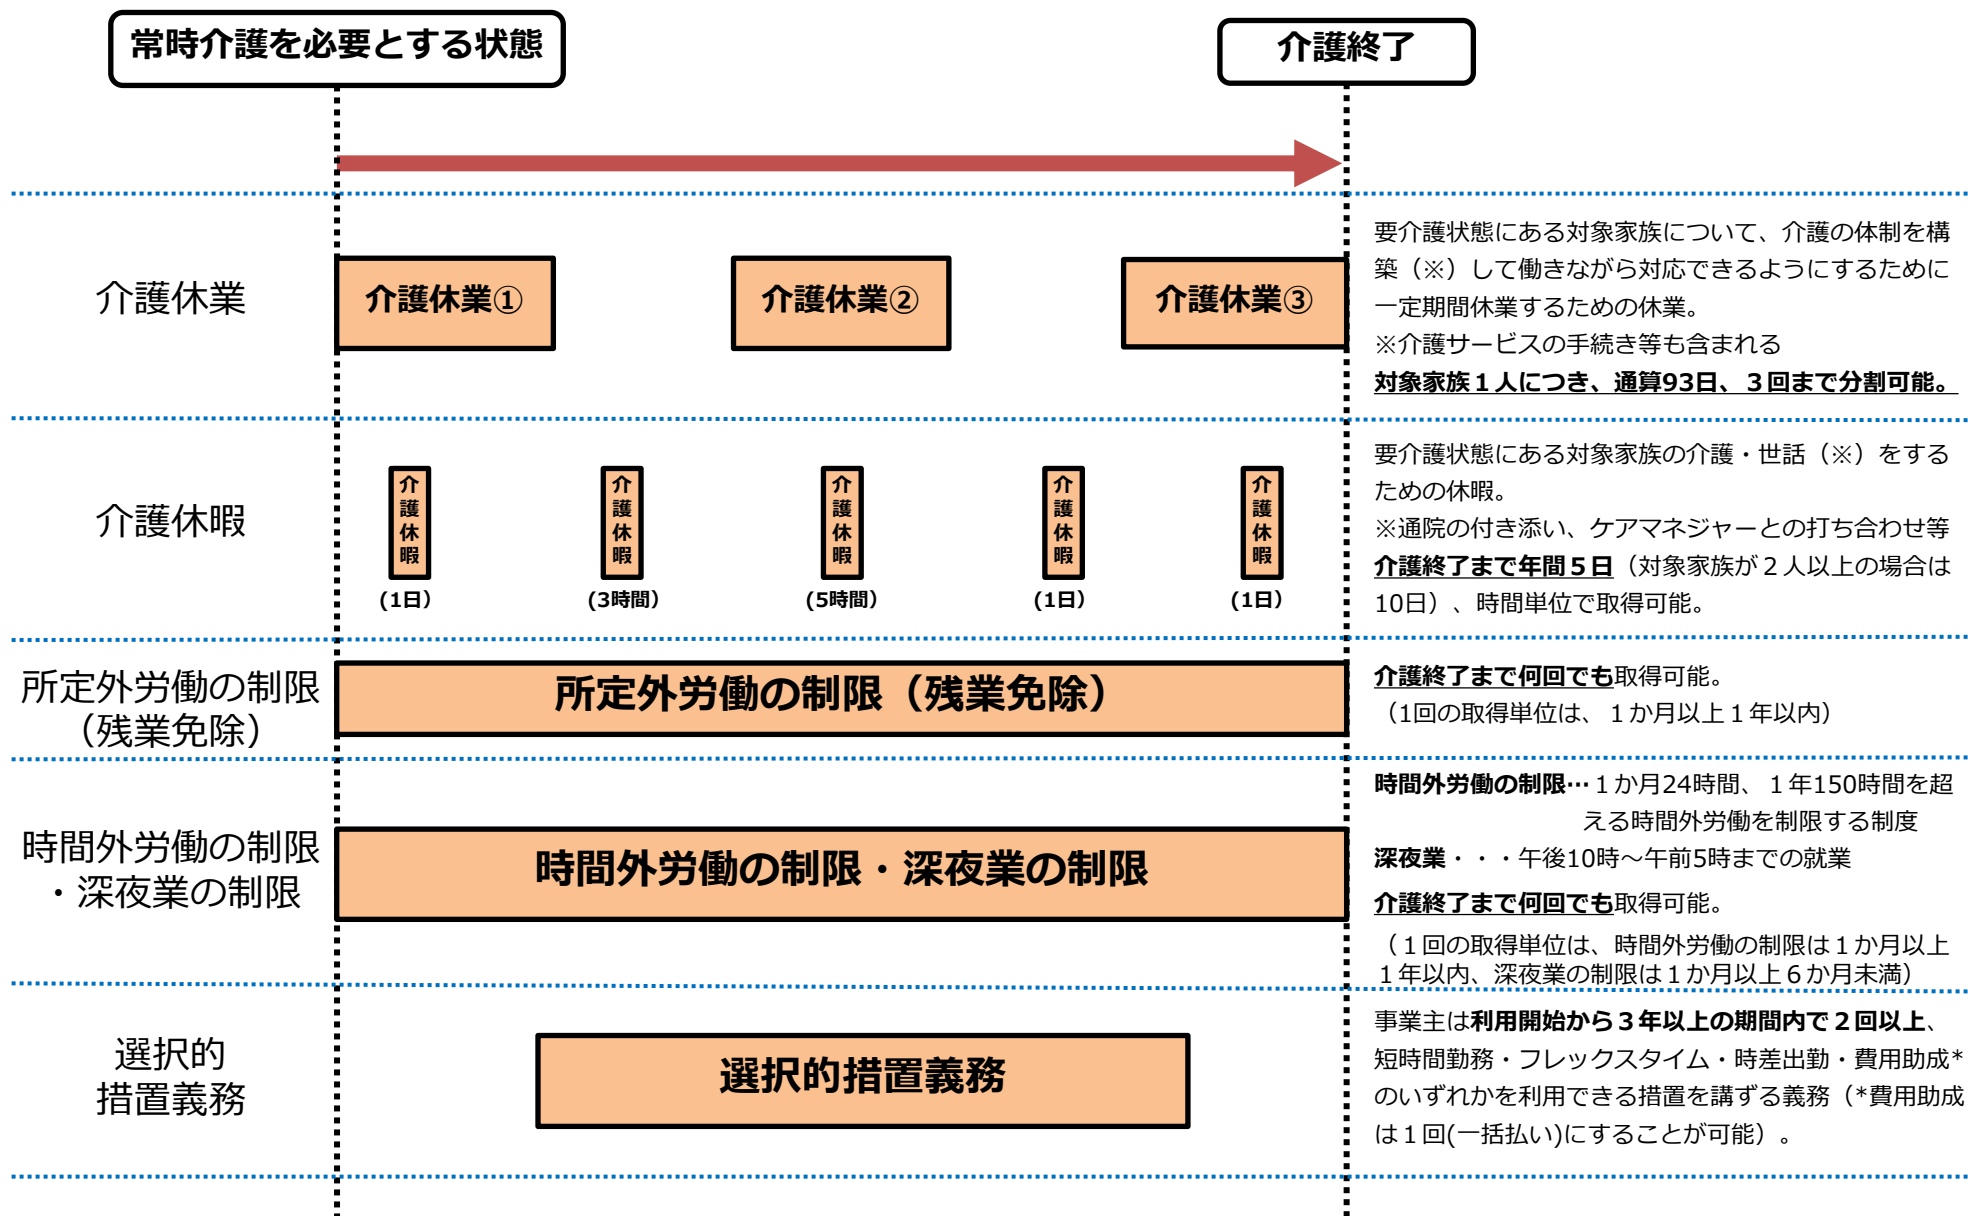 常時介護を必要とする状態
介護終了
介護休業
介護休業①
介護休業②
介護休業③
要介護状態にある対象家族について、介護の体制を構
築（※）して働きながら対応できるようにするために
一定期間休業するための休業。
※介護サービスの手続き等も含まれる
対象家族１人につき、通算93日、３回まで分割可能。
介護休暇
介護休暇
(1日）
介護休暇
(3時間）
介護休暇
(5時間）
介護休暇
(1日）
介護休暇
(1日）
要介護状態にある対象家族の介護・世話（※）をする
ための休暇。
※通院の付き添い、ケアマネジャーとの打ち合わせ等
介護終了まで年間５日（対象家族が２人以上の場合は
10日）、時間単位で取得可能。
所定外労働の制限
（残業免除）
所定外労働の制限（残業免除）
介護終了まで何回でも取得可能。
（1回の取得単位は、１か月以上１年以内）
時間外労働の制限
・深夜業の制限
時間外労働の制限・深夜業の制限
時間外労働の制限…１か月24時間、１年150時間を超
える時間外労働を制限する制度
深夜業・・・午後10時～午前5時までの就業
介護終了まで何回でも取得可能。
（１回の取得単位は、時間外労働の制限は１か月以上
１年以内、深夜業の制限は１か月以上６か月未満）
選択的
措置義務
選択的措置義務
事業主は利用開始から３年以上の期間内で２回以上、
短時間勤務・フレックスタイム・時差出勤・費用助成*
のいずれかを利用できる措置を講ずる義務（*費用助成
は１回(一括払い)にすることが可能）。